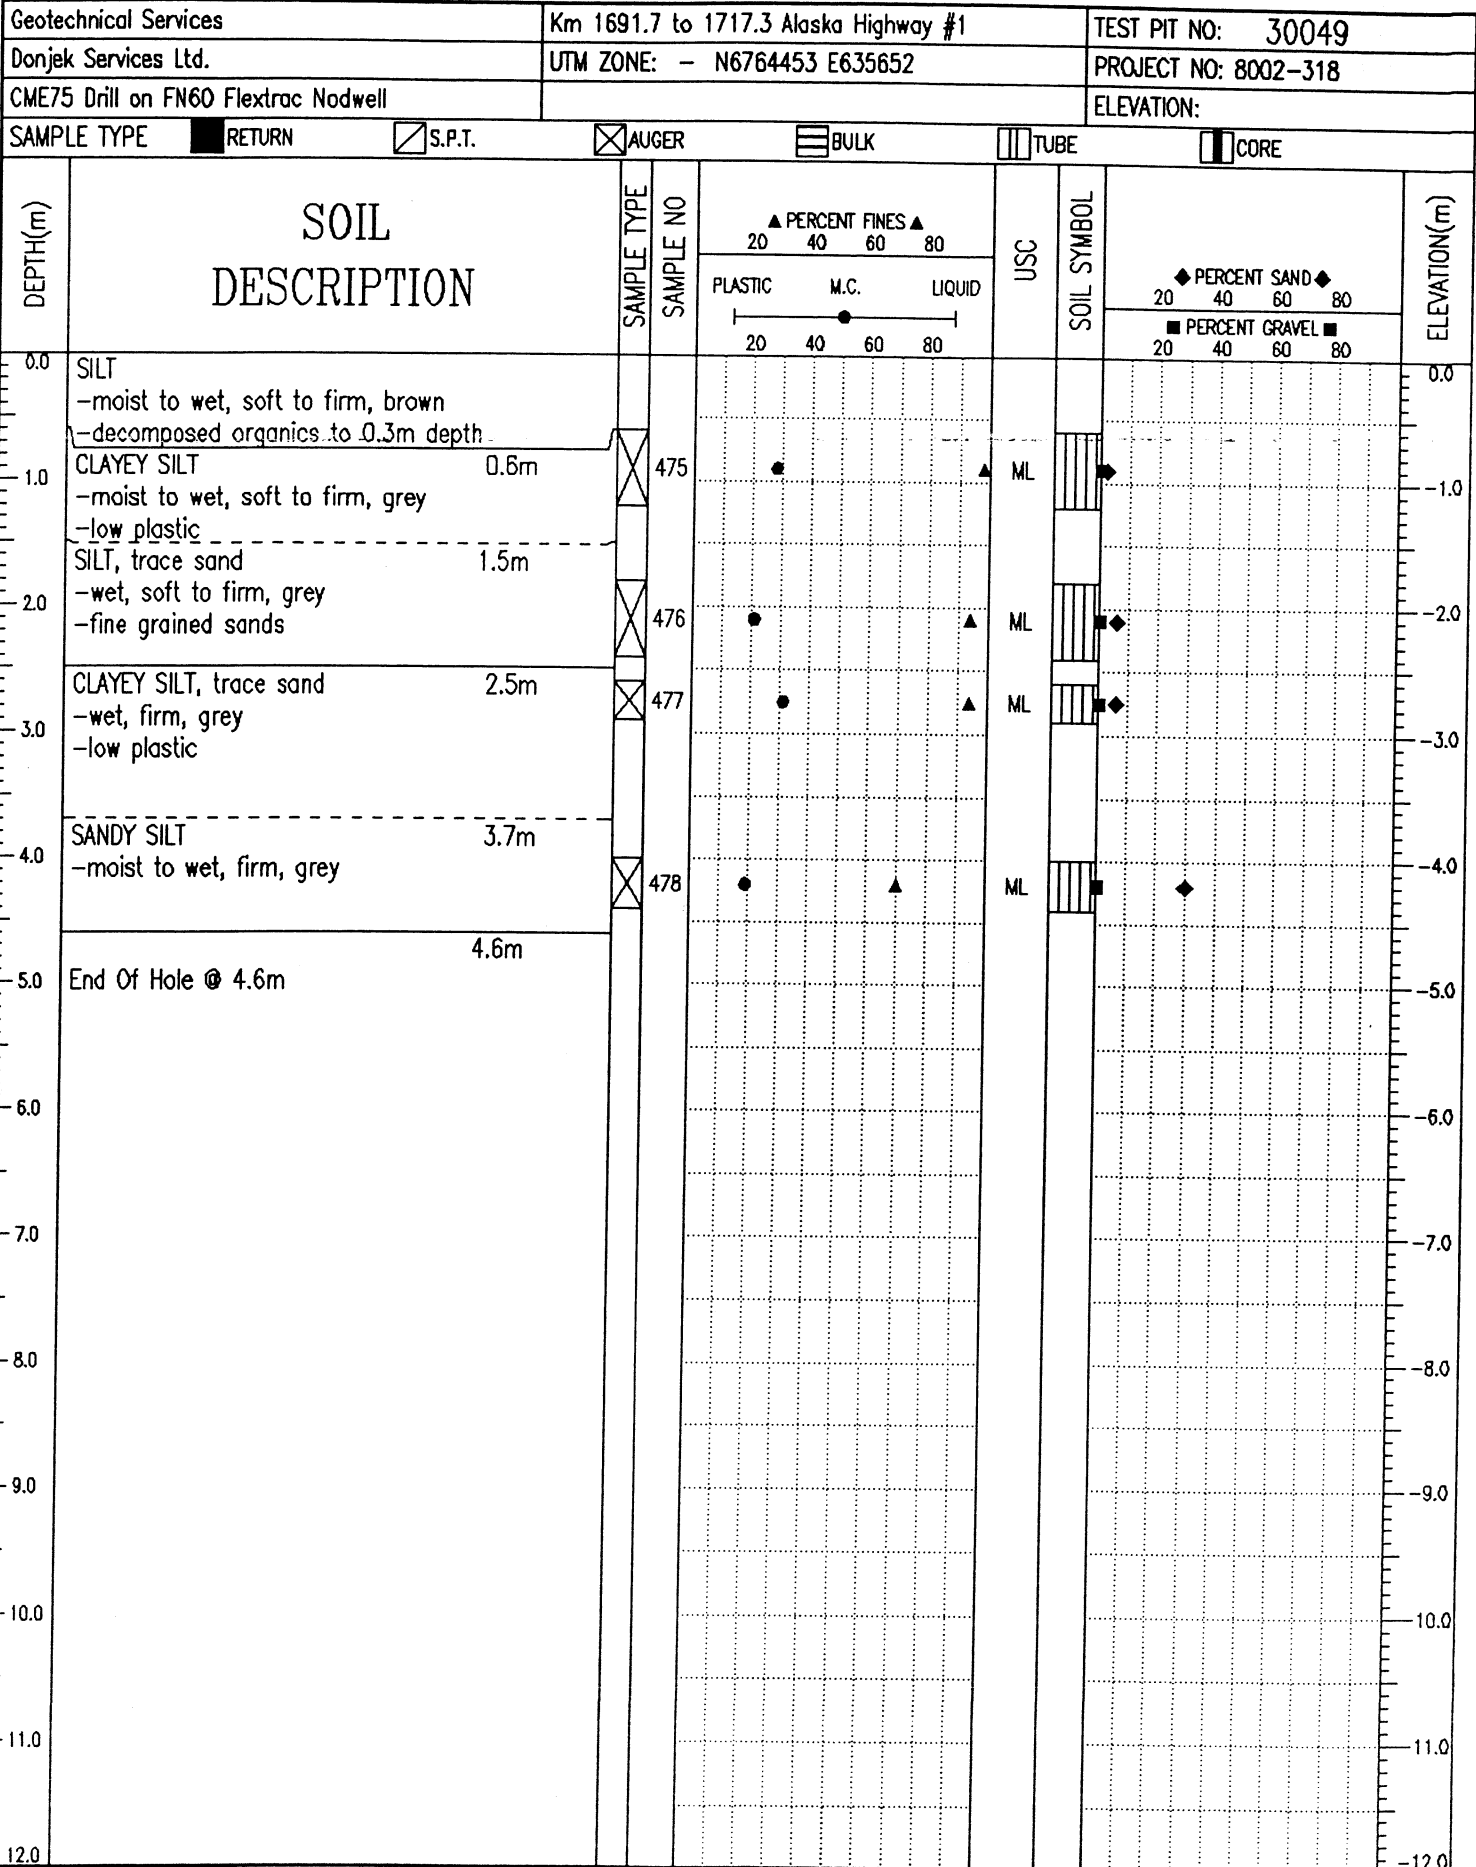 Geotechnical Services
Km 1691.7 to 1717.3 Alaska Highway #1
TEST PIT NO: 30049
Donjek Services Ltd.
UTM ZONE: - N6764453 E635652
PROJECT NO: 8002-318
CME75 Drill on FN60 Flextrac Nodwell
ELEVATION:
SAMPLE TYPE RETURN S.P.T. AUGER BULK TUBE CORE
DEPTH(m)
SOIL
DESCRIPTION
SAMPLE TYPE
SAMPLE NO
▲ PERCENT FINES ▲
20 40 60 80
PLASTIC M.C. LIQUID
20 40 60 80
USC
SOIL SYMBOL
◆ PERCENT SAND ◆
20 40 60 80
■ PERCENT GRAVEL ■
20 40 60 80
ELEVATION(m)
0.0
SILT
0.0
-moist to wet, soft to firm, brown
-decomposed organics to 0.3m depth
CLAYEY SILT 0.6m
475 ML
1.0
-moist to wet, soft to firm, grey
-1.0
-low plastic
SILT, trace sand 1.5m
-wet, soft to firm, grey
2.0
-2.0
-fine grained sands
476 ML
CLAYEY SILT, trace sand 2.5m
477 ML
-wet, firm, grey
3.0
-3.0
-low plastic
SANDY SILT 3.7m
4.0
-4.0
-moist to wet, firm, grey
478 ML
4.6m
End Of Hole @ 4.6m
5.0
-5.0
6.0
-6.0
7.0
-7.0
8.0
-8.0
9.0
-9.0
10.0
-10.0
11.0
-11.0
12.0
-12.0